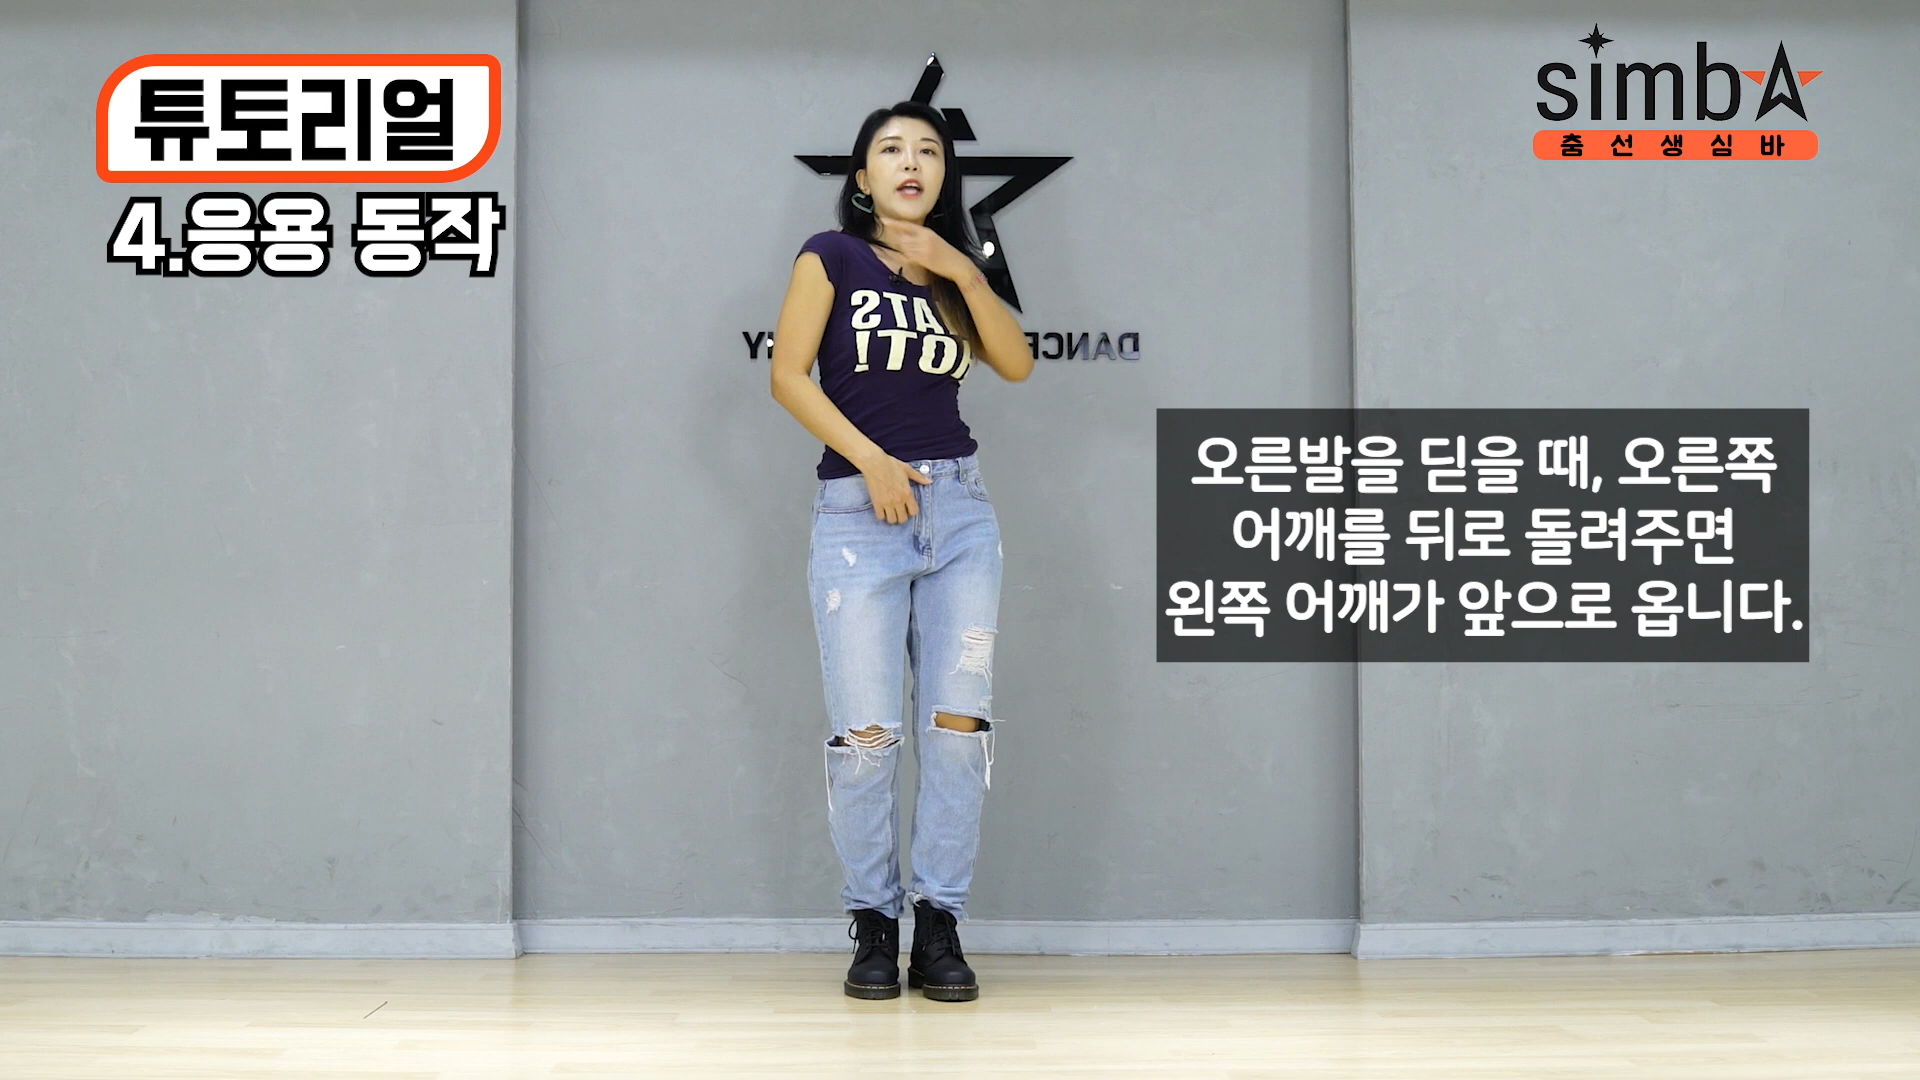 튜토리얼
4.응용 동작
simbA
춤선생심바
오른발을 딛을 때, 오른쪽
어깨를 뒤로 돌려주면
왼쪽 어깨가 앞으로 옵니다.
HOT!
DANCE